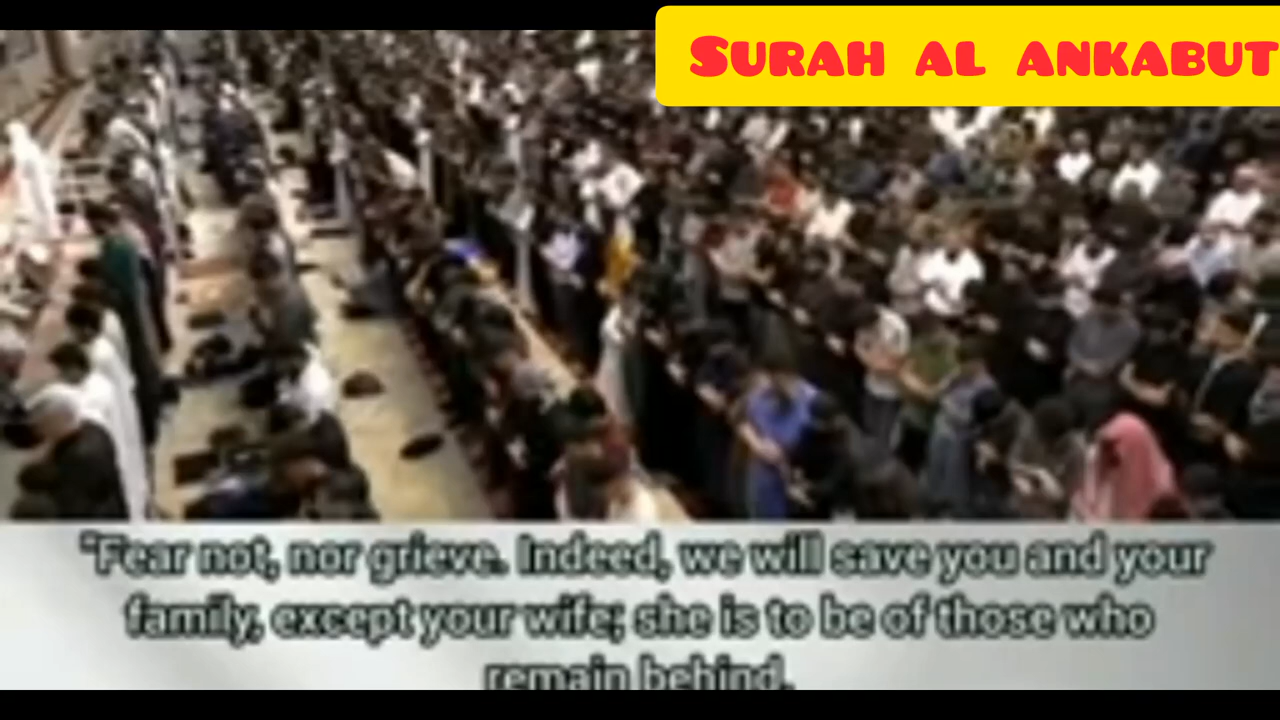 SURAH AL ANKABUT
"Fear not, nor grieve. Indeed, we will save you and your
family, except your wife; she is to be of those who
remain behind.